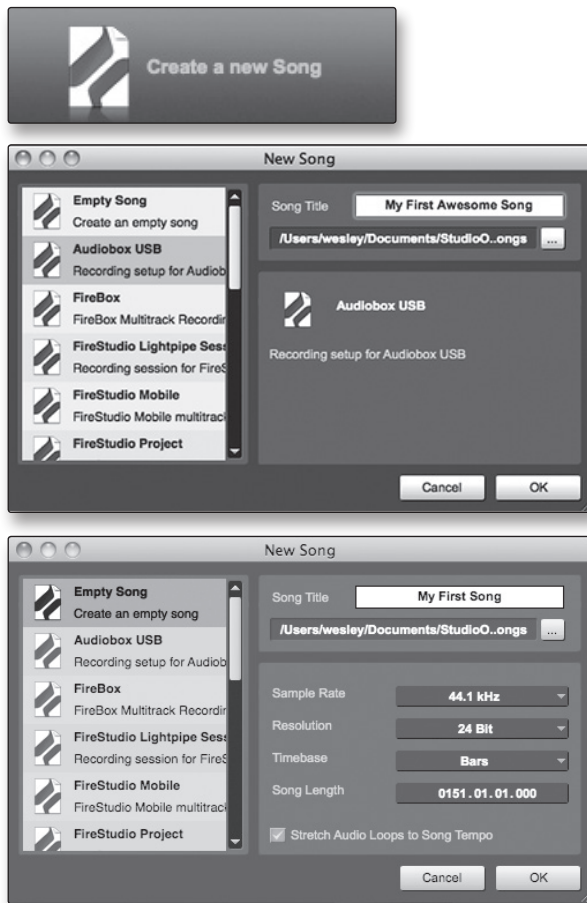 Create a new Song
New Song
Empty Song
Create an empty song
Audiobox USB
Recording setup for Audiob
FireBox
FireBox Multitrack Recordin
FireStudio Lightpipe Sess
Recording session for FireS
FireStudio Mobile
FireStudio Mobile multitrac
FireStudio Project
Song Title
My First Awesome Song
/Users/wesley/Documents/StudioO..ongs
...
Audiobox USB
Recording setup for Audiobox USB
Cancel
OK
New Song
Empty Song
Create an empty song
Audiobox USB
Recording setup for Audiob
FireBox
FireBox Multitrack Recordin
FireStudio Lightpipe Sess
Recording session for FireS
FireStudio Mobile
FireStudio Mobile multitrac
FireStudio Project
Song Title
My First Song
/Users/wesley/Documents/StudioO..ongs
...
Sample Rate
44.1 kHz
Resolution
24 Bit
Timebase
Bars
Song Length
0151.01.01.000
Stretch Audio Loops to Song Tempo
Cancel
OK